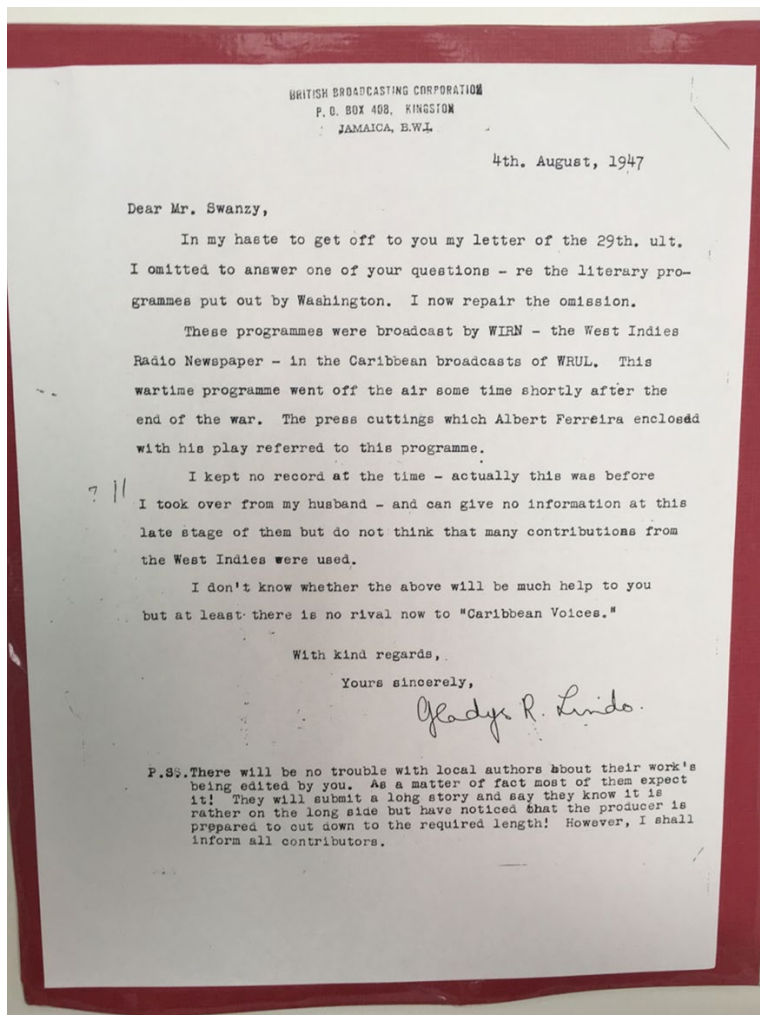 BRITISH BROADCASTING CORPORATION
P. O. BOX 408, KINGSTON
JAMAICA, B.W.I.
4th. August, 1947
Dear Mr. Swanzy,
In my haste to get off to you my letter of the 29th. ult.
I omitted to answer one of your questions - re the literary pro-
grammes put out by Washington. I now repair the omission.
These programmes were broadcast by WIRN - the West Indies
Radio Newspaper - in the Caribbean broadcasts of WRUL. This
wartime programme went off the air some time shortly after the
end of the war. The press cuttings which Albert Ferreira enclosed
with his play referred to this programme.
I kept no record at the time - actually this was before
? ||
I took over from my husband - and can give no information at this
late stage of them but do not think that many contributions from
the West Indies were used.
I don't know whether the above will be much help to you
but at least there is no rival now to "Caribbean Voices."
With kind regards,
Yours sincerely,
Gladys R. Lindo.
P.SS.There will be no trouble with local authors about their work's
being edited by you. As a matter of fact most of them expect
it! They will submit a long story and say they know it is
rather on the long side but have noticed that the producer is
prepared to cut down to the required length! However, I shall
inform all contributors.